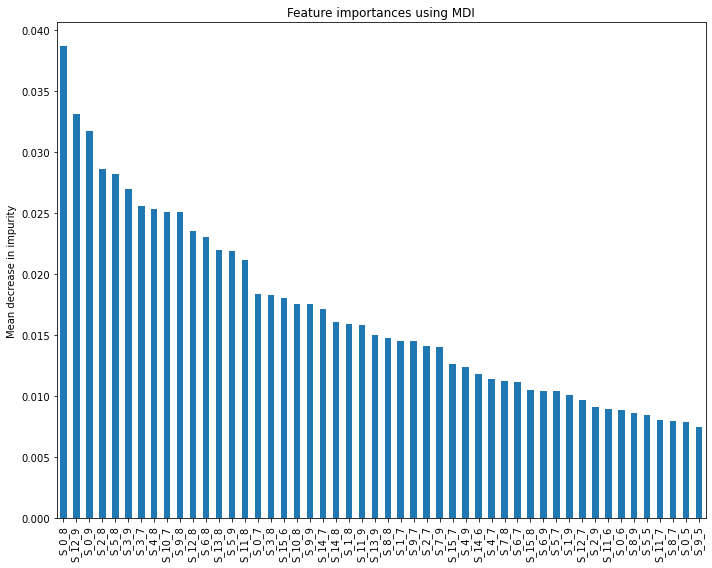 Feature importances using MDI
Mean decrease in impurity
0.040
0.035
0.030
0.025
0.020
0.015
0.010
0.005
0.000
S_0_8
S_12_9
S_0_9
S_2_8
S_5_8
S_3_9
S_3_7
S_4_8
S_10_7
S_9_8
S_12_8
S_6_8
S_13_8
S_5_9
S_11_8
S_0_7
S_3_8
S_15_6
S_10_8
S_9_9
S_14_7
S_14_6
S_1_8
S_11_9
S_13_9
S_8_8
S_1_7
S_9_7
S_2_7
S_7_9
S_15_7
S_4_9
S_14_6
S_4_7
S_7_8
S_6_7
S_15_8
S_6_9
S_5_7
S_1_9
S_12_7
S_2_9
S_11_6
S_0_6
S_8_9
S_5_5
S_11_7
S_8_7
S_0_5
S_9_5